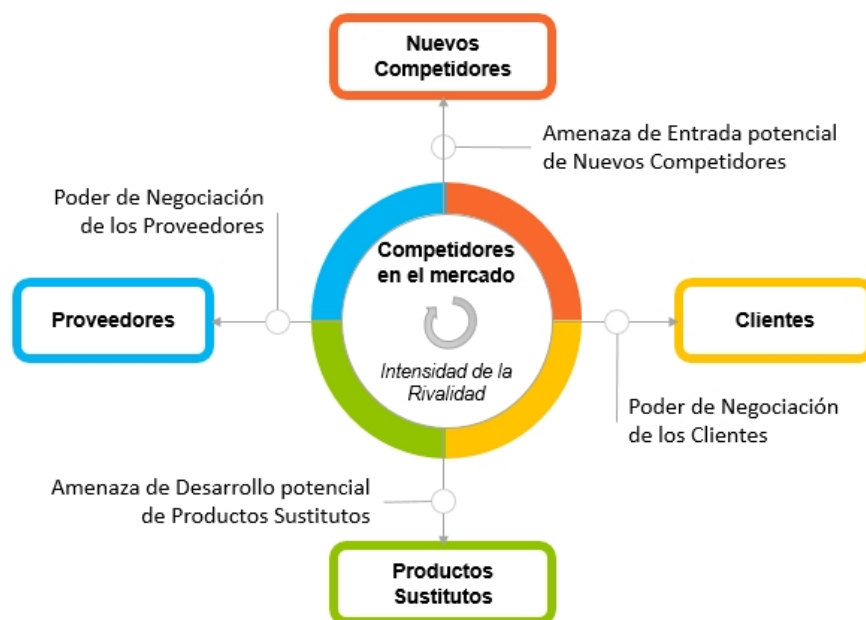 Nuevos
Competidores
Amenaza de Entrada potencial
de Nuevos Competidores
Poder de Negociación
de los Proveedores
Competidores
en el mercado
Proveedores
Clientes
Intensidad de la
Rivalidad
Poder de Negociación
de los Clientes
Amenaza de Desarrollo potencial
de Productos Sustitutos
Productos
Sustitutos